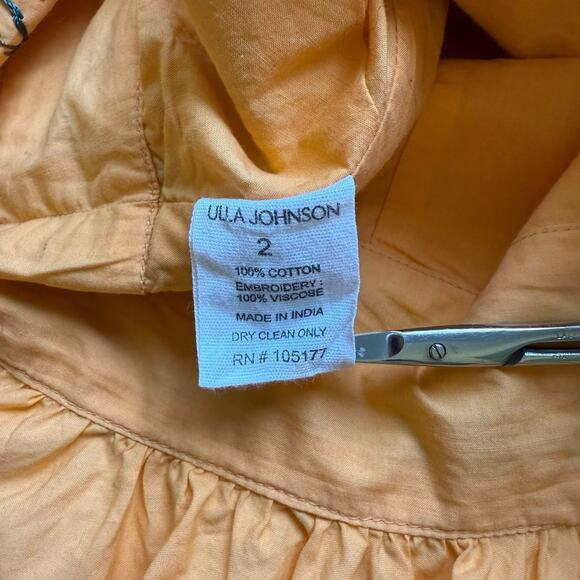 ULLA JOHNSON
2
100% COTTON
EMBROIDERY :
100% VISCOSE
MADE IN INDIA
DRY CLEAN ONLY
RN # 105177